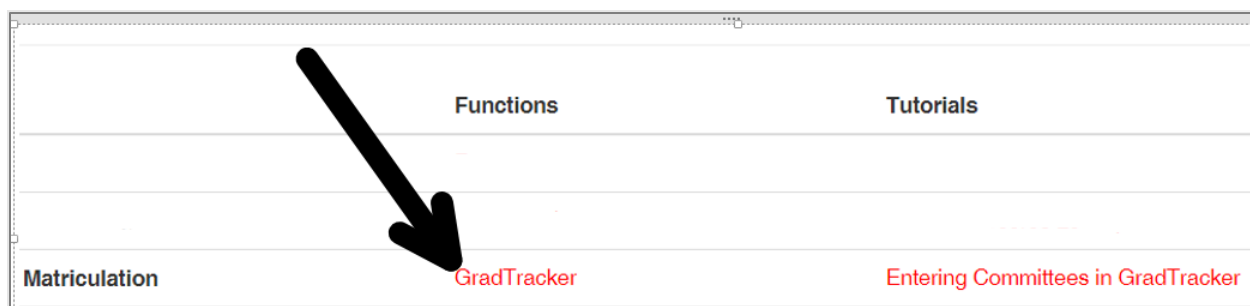 Functions Tutorials
Matriculation GradTracker Entering Committees in GradTracker